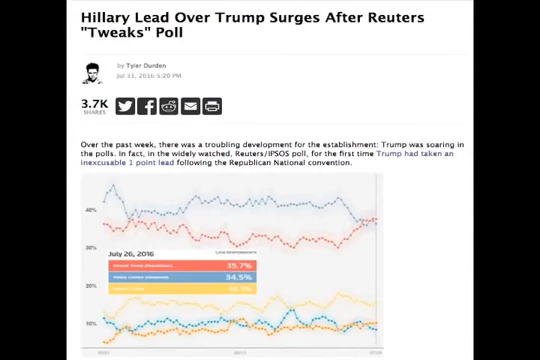 Hillary Lead Over Trump Surges After Reuters
"Tweaks" Poll
by Tyler Durden
Jul 31, 2016 5:20 PM
3.7K
SHARES
Over the past week, there was a troubling development for the establishment: Trump was soaring in
the polls. In fact, in the widely watched, Reuters/IPSOS poll, for the first time Trump had taken an
inexcusable 1 point lead following the Republican National convention.
40%
30%
20%
10%
July 26, 2016
35.7%
34.5%